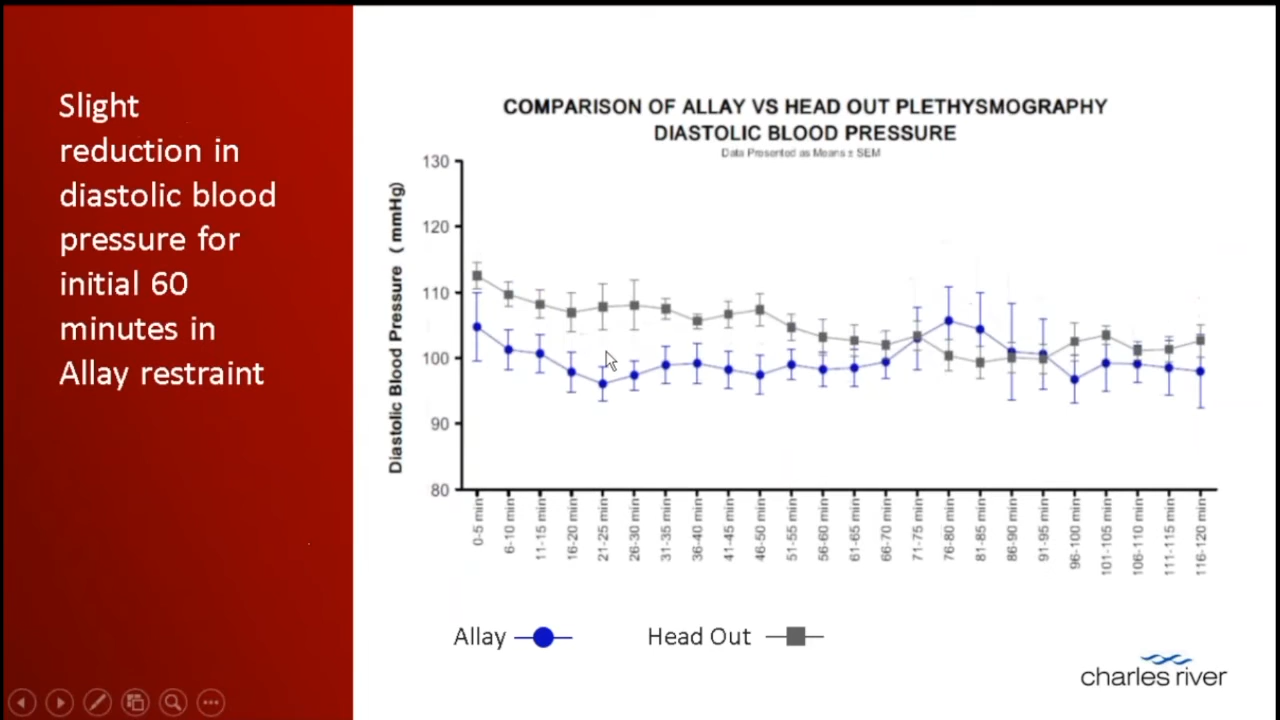 Slight
reduction in
diastolic blood
pressure for
initial 60
minutes in
Allay restraint
COMPARISON OF ALLAY VS HEAD OUT PLETHYSMOGRAPHY
DIASTOLIC BLOOD PRESSURE
Data Presented as Means ± SEM
Diastolic Blood Pressure ( mmHg)
130
120
110
100
90
80
0-5 min
6-10 min
11-15 min
16-20 min
21-25 min
26-30 min
31-35 min
36-40 min
41-45 min
46-50 min
51-55 min
56-60 min
61-65 min
66-70 min
71-75 min
76-80 min
81-85 min
86-90 min
91-95 min
96-100 min
101-105 min
106-110 min
111-115 min
116-120 min
Allay
Head Out
charles river